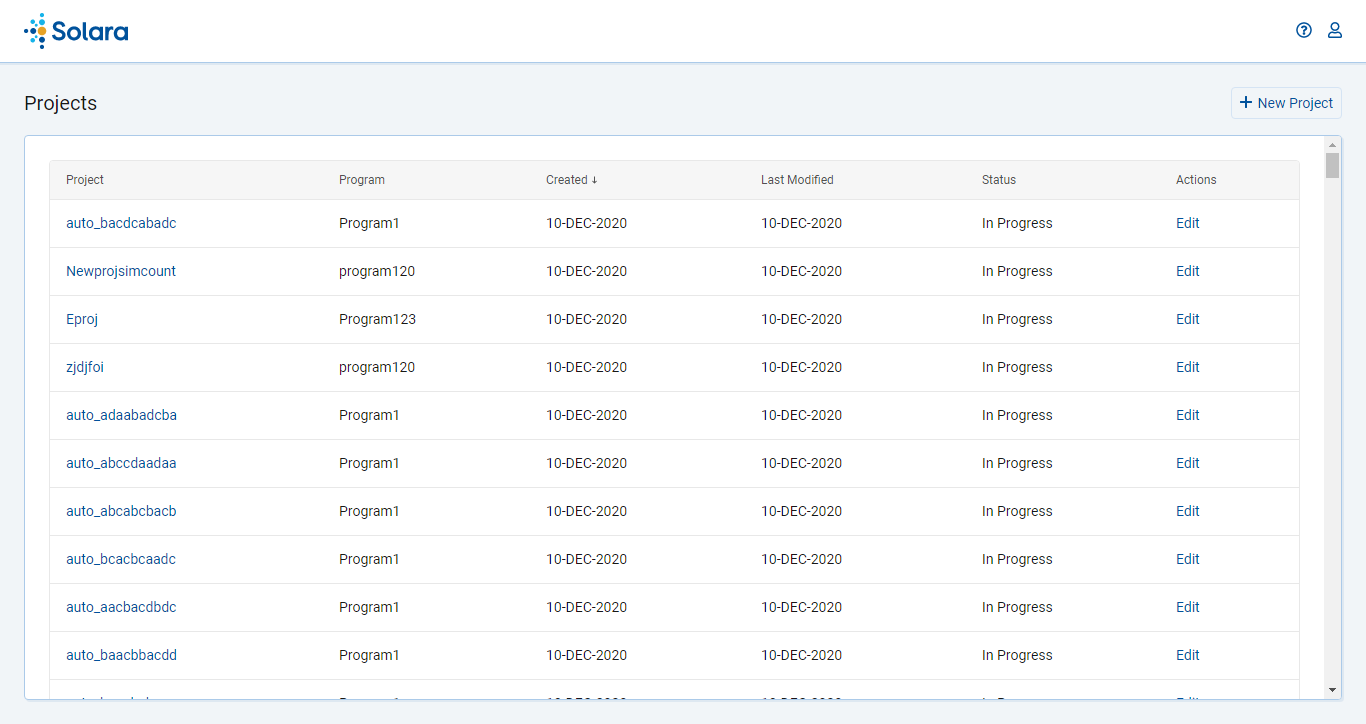 Solara
Projects
+ New Project
Project Program Created ↓ Last Modified Status Actions
auto_bacdcabadc Program1 10-DEC-2020 10-DEC-2020 In Progress Edit
Newprojsimcount program120 10-DEC-2020 10-DEC-2020 In Progress Edit
Eproj Program123 10-DEC-2020 10-DEC-2020 In Progress Edit
zjdjfoi program120 10-DEC-2020 10-DEC-2020 In Progress Edit
auto_adaabadcba Program1 10-DEC-2020 10-DEC-2020 In Progress Edit
auto_abccdaadaa Program1 10-DEC-2020 10-DEC-2020 In Progress Edit
auto_abcabcbacb Program1 10-DEC-2020 10-DEC-2020 In Progress Edit
auto_bcacbcaadc Program1 10-DEC-2020 10-DEC-2020 In Progress Edit
auto_aacbacdbdc Program1 10-DEC-2020 10-DEC-2020 In Progress Edit
auto_baacbbacdd Program1 10-DEC-2020 10-DEC-2020 In Progress Edit